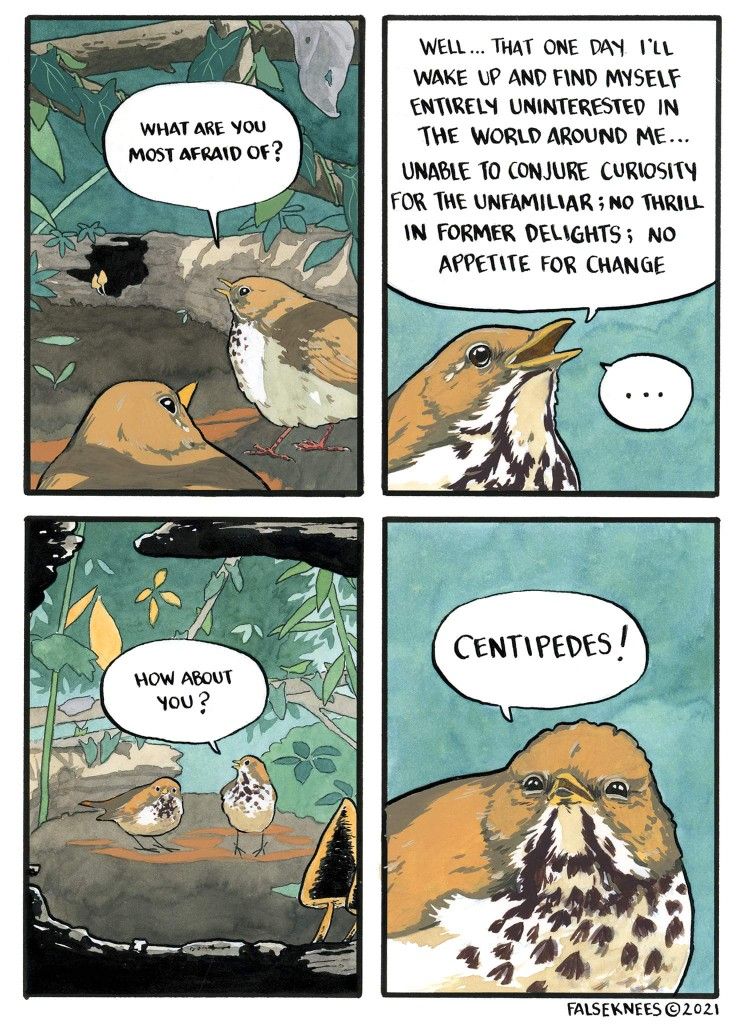 WHAT ARE YOU
MOST AFRAID OF?
WELL... THAT ONE DAY I'LL
WAKE UP AND FIND MYSELF
ENTIRELY UNINTERESTED IN
THE WORLD AROUND ME...
UNABLE TO CONJURE CURIOSITY
FOR THE UNFAMILIAR; NO THRILL
IN FORMER DELIGHTS; NO
APPETITE FOR CHANGE
...
HOW ABOUT
YOU?
CENTIPEDES!
FALSEKNEES © 2021